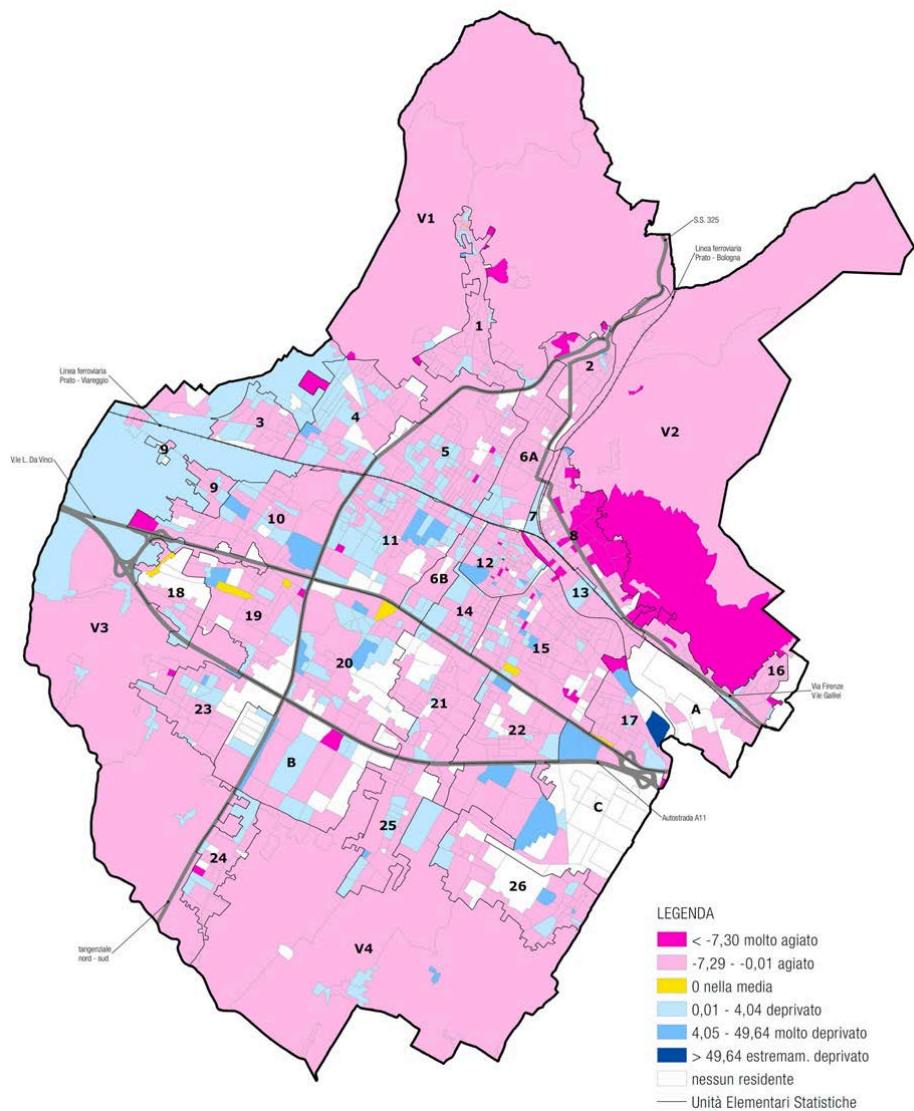 V1
S.S. 325
Linea ferroviaria
Prato - Bologna
1
2
Linea ferroviaria
Prato - Viareggio
3
4
V2
5
6A
9
V.le L. Da Vinci
9
10
7
8
11
12
6B
13
18
19
14
V3
15
20
16
Via Firenze
V.le Galilei
23
21
A
17
22
B
C
Autostrada A11
25
24
26
tangenziale
nord - sud
V4
LEGENDA
< -7,30 molto agiato
-7,29 - -0,01 agiato
0 nella media
0,01 - 4,04 deprivato
4,05 - 49,64 molto deprivato
> 49,64 estremam. deprivato
nessun residente
Unità Elementari Statistiche